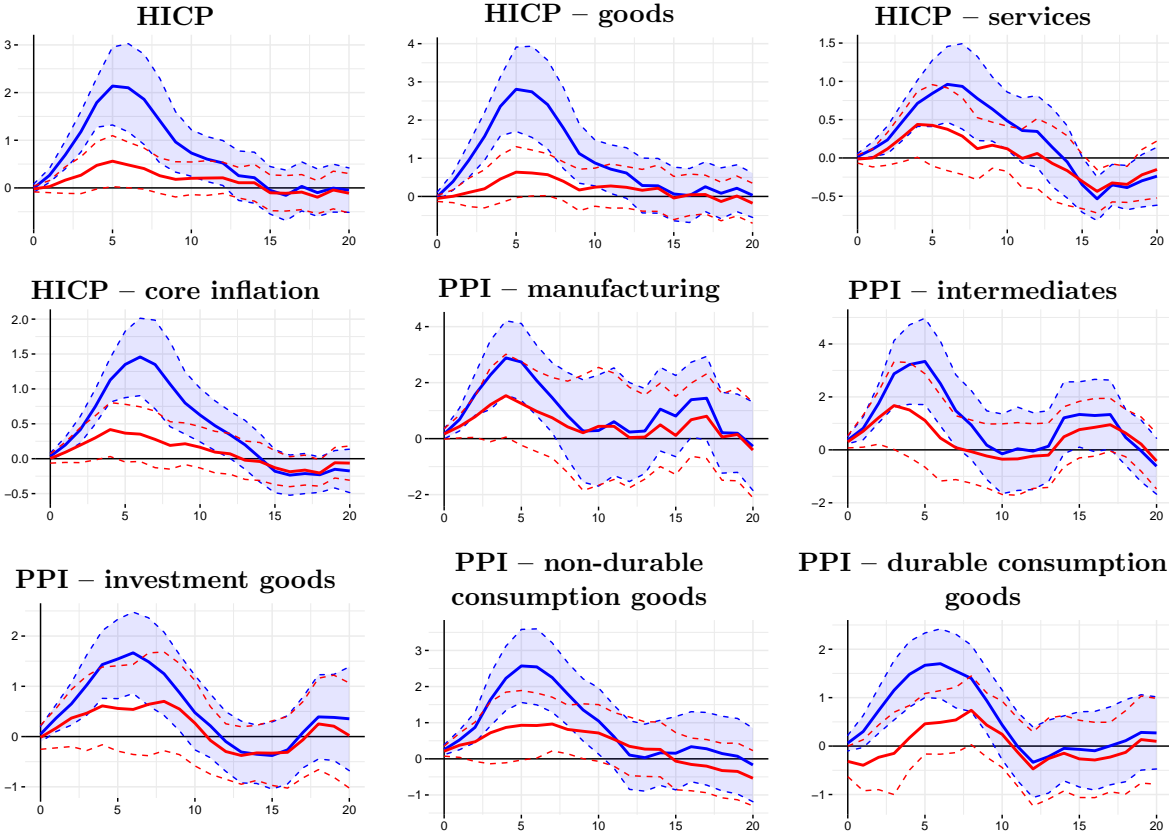 HICP
HICP – goods
HICP – services
3
2
1
0
0 5 10 15 20
4
3
2
1
0
0 5 10 15 20
1.5
1.0
0.5
0.0
−0.5
0 5 10 15 20
HICP – core inflation
PPI – manufacturing
PPI – intermediates
2.0
1.5
1.0
0.5
0.0
−0.5
0 5 10 15 20
4
2
0
−2
0 5 10 15 20
4
2
0
−2
0 5 10 15 20
PPI – investment goods
PPI – non-durable
consumption goods
PPI – durable consumption
goods
2
1
0
−1
0 5 10 15 20
3
2
1
0
−1
0 5 10 15 20
2
1
0
−1
0 5 10 15 20